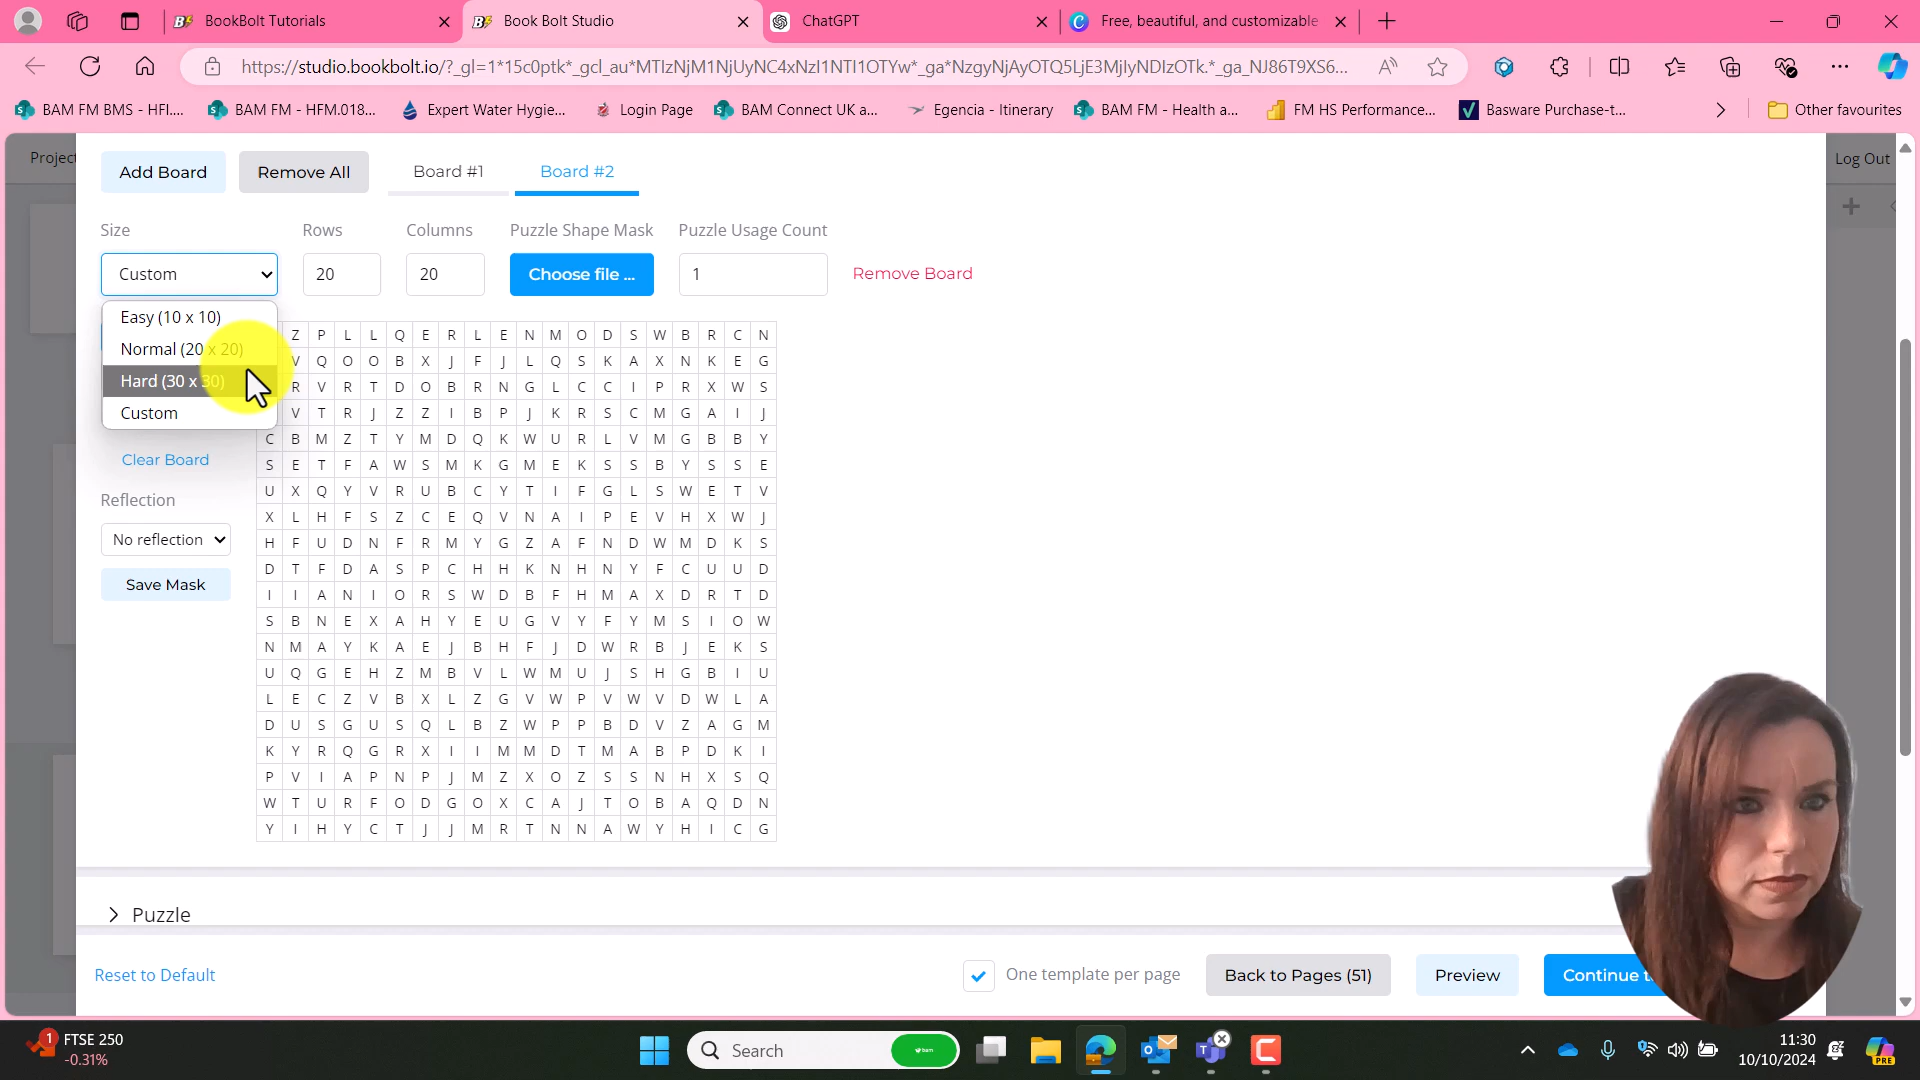 BookBolt Tutorials
Book Bolt Studio
ChatGPT
Free, beautiful, and customizable
https://studio.bookbolt.io/?_gl=1*15c0ptk*_gcl_au*MTIzNjM1NjUyNC4xNzI1NTI1OTYw*_ga*NzgyNjAyOTQ5LjE3MjIyNDIzOTk.*_ga_NJ86T9XS6...
BAM FM BMS - HFI....
BAM FM - HFM.018...
Expert Water Hygie...
Login Page
BAM Connect UK a...
Egencia - Itinerary
BAM FM - Health a...
FM HS Performance...
Basware Purchase-t...
Other favourites
Project
Log Out
Add Board
Remove All
Board #1
Board #2
Size
Rows
Columns
Puzzle Shape Mask
Puzzle Usage Count
Custom
20
20
Choose file ...
1
Remove Board
Easy (10 x 10)
Normal (20 x 20)
Hard (30 x 30)
Custom
Clear Board
Reflection
No reflection
Save Mask
Z P L L Q E R L E N M O D S W B R C N
V Q O O B X J F J L Q S K A X N K E G
R V R T D O B R N G L C C I P R X W S
V T R J Z Z I B P J K R S C M G A I J
C B M Z T Y M D Q K W U R L V M G B B Y
S E T F A W S M K G M E K S S B Y S S E
U X Q Y V R U B C Y T I F G L S W E T V
X L H F S Z C E Q V N A I P E V H X W J
H F U D N F R M Y G Z A F N D W M D K S
D T F D A S P C H H K N H N Y F C U U D
I I A N I O R S W D B F H M A X D R T D
S B N E X A H Y E U G V Y F Y M S I O W
N M A Y K A E J B H F J D W R B J E K S
U Q G E H Z M B V L W M U J S H G B I U
L E C Z V B X L Z G V W P V W V D W L A
D U S G U S Q L B Z W P P B D V Z A G M
K Y R Q G R X I I M M D T M A B P D K I
P V I A P N P J M Z X O Z S S N H X S Q
W T U R F O D G O X C A J T O B A Q D N
Y I H Y C T J J M R T N N A W Y H I C G
Puzzle
Reset to Default
One template per page
Back to Pages (51)
Preview
Continue t
1
FTSE 250
-0.31%
Search
bam
11:30
10/10/2024
PRE